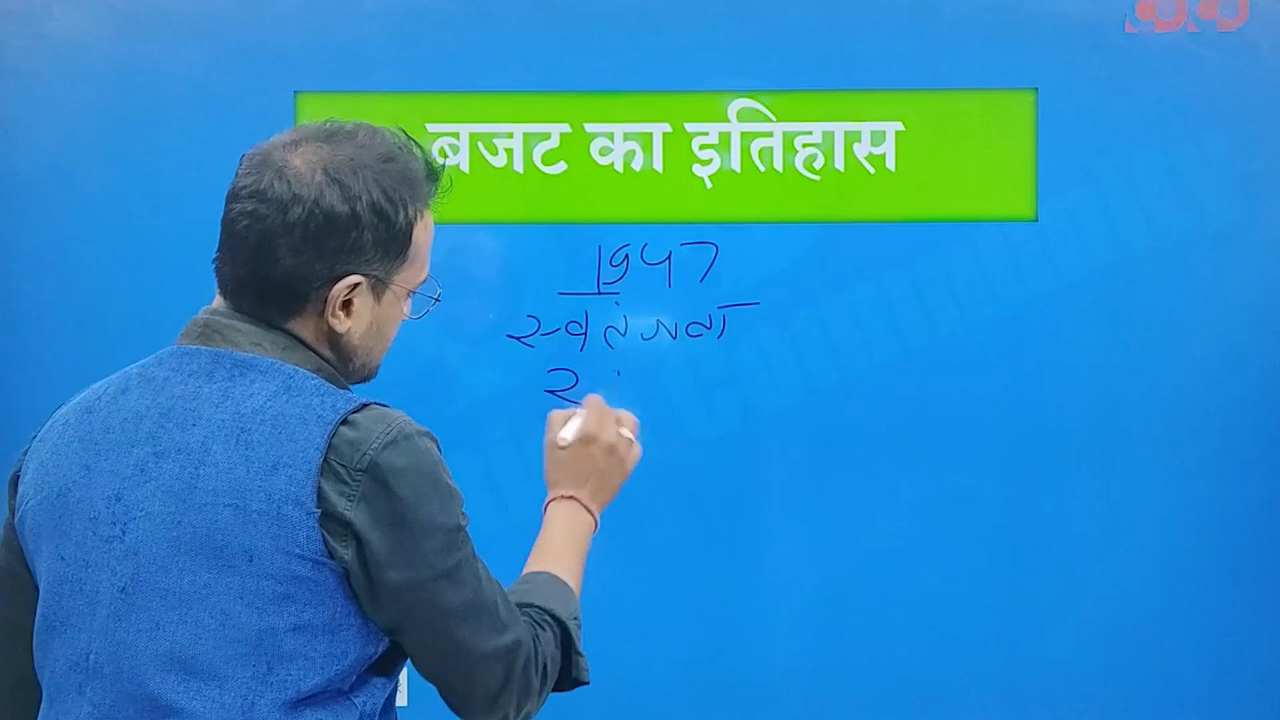 बजट का इतिहास
1947
स्वतंत्रता